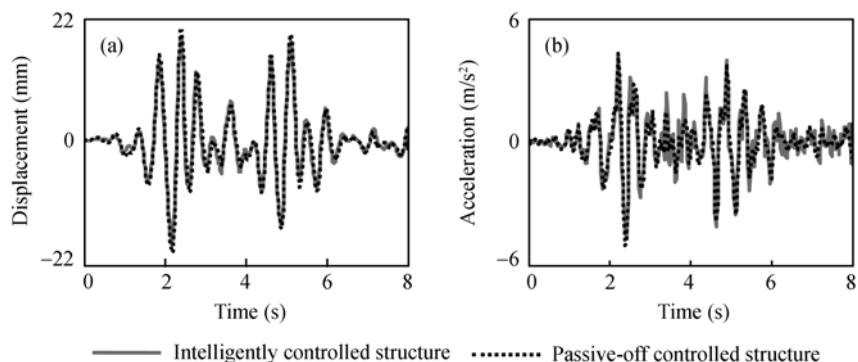 22
(a)
Displacement (mm)
0
−22
0 2 4 6 8
Time (s)
6
(b)
Acceleration (m/s²)
0
−6
0 2 4 6 8
Time (s)
Intelligently controlled structure
Passive-off controlled structure